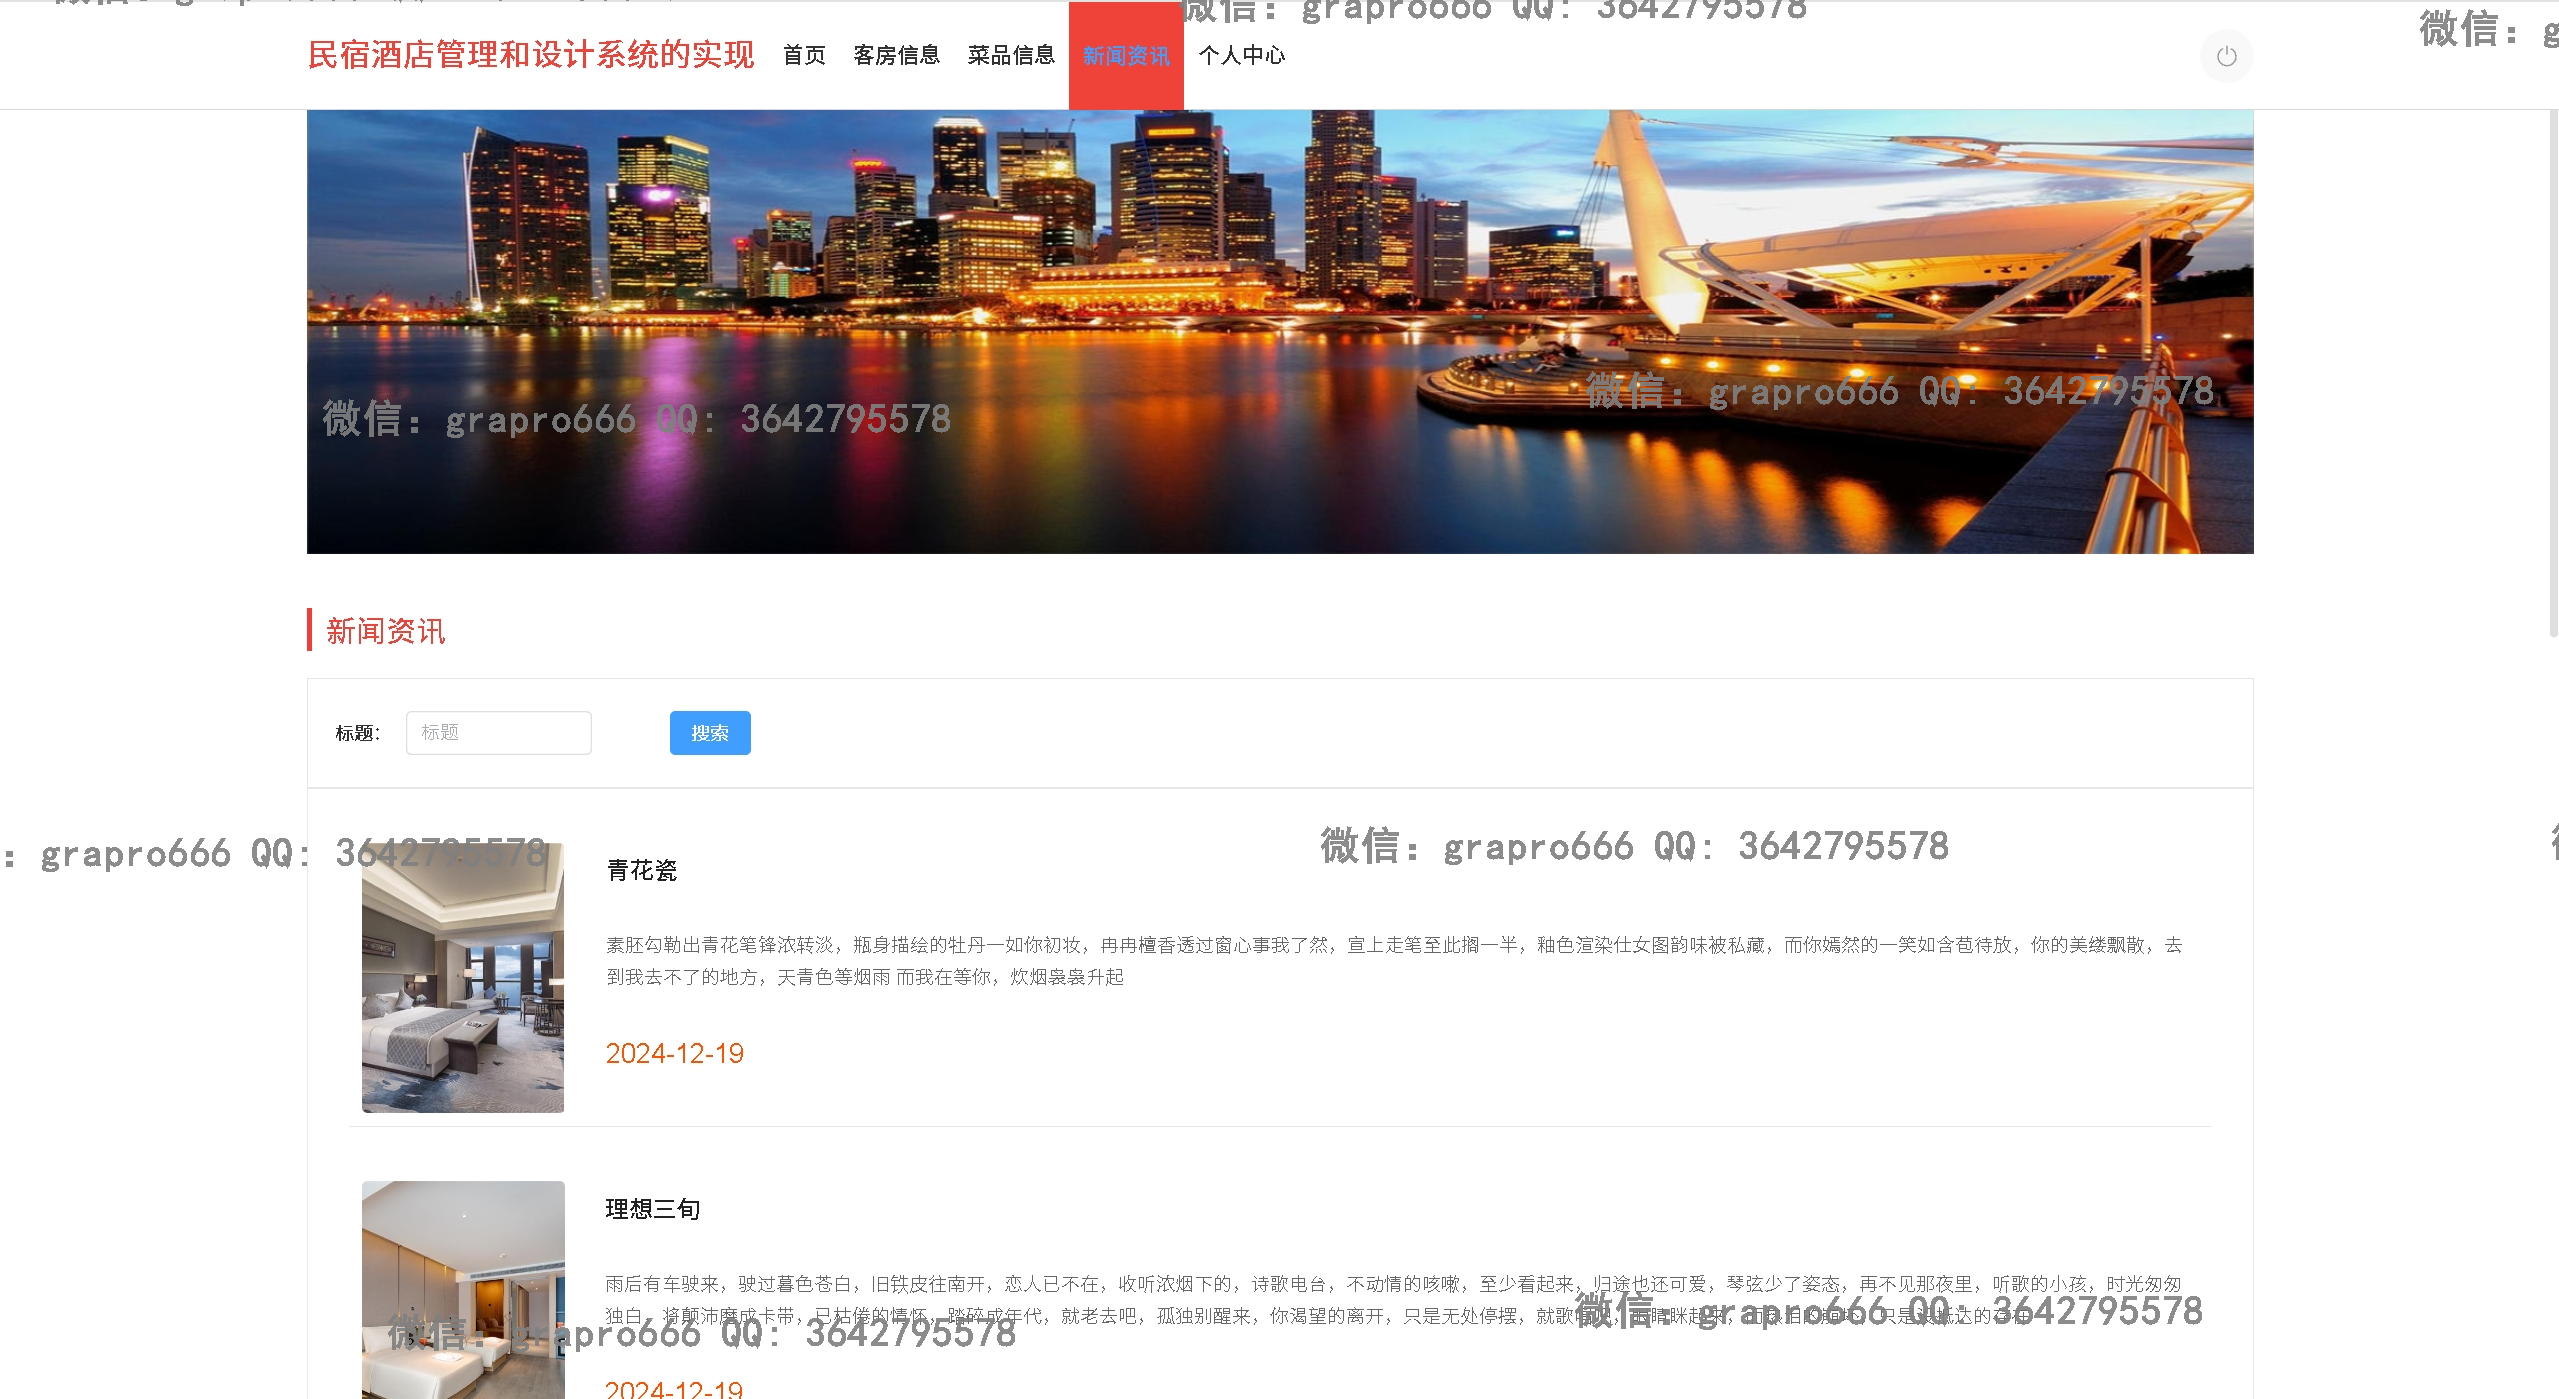 微信: grapro666 QQ: 3642795578
微信: g
民宿酒店管理和设计系统的实现
首页
客房信息
菜品信息
新闻资讯
个人中心
微信: grapro666 QQ: 3642795578
微信: grapro666 QQ: 3642795578
新闻资讯
标题:
标题
搜索
: grapro666 QQ: 3642795578
微信: grapro666 QQ: 3642795578
青花瓷
素胚勾勒出青花笔锋浓转淡，瓶身描绘的牡丹一如你初妆，冉冉檀香透过窗心事我了然，宣上走笔至此搁一半，釉色渲染仕女图韵味被私藏，而你嫣然的一笑如含苞待放，你的美缕飘散，去
到我去不了的地方，天青色等烟雨 而我在等你，炊烟袅袅升起
2024-12-19
理想三旬
雨后有车驶来，驶过暮色苍白，旧铁皮往南开，恋人已不在，收听浓烟下的，诗歌电台，不动情的咳嗽，至少看起来，归途也还可爱，琴弦少了姿态，再不见那夜里，听歌的小孩，时光匆匆
独白，将颠沛磨成卡带，已枯倦的情怀，踏碎成年代，就老去吧，孤独别醒来，你渴望的离开，只是无处停摆，就歌
微信: grapro666 QQ: 3642795578
微信: grapro666 QQ: 3642795578
2024-12-19